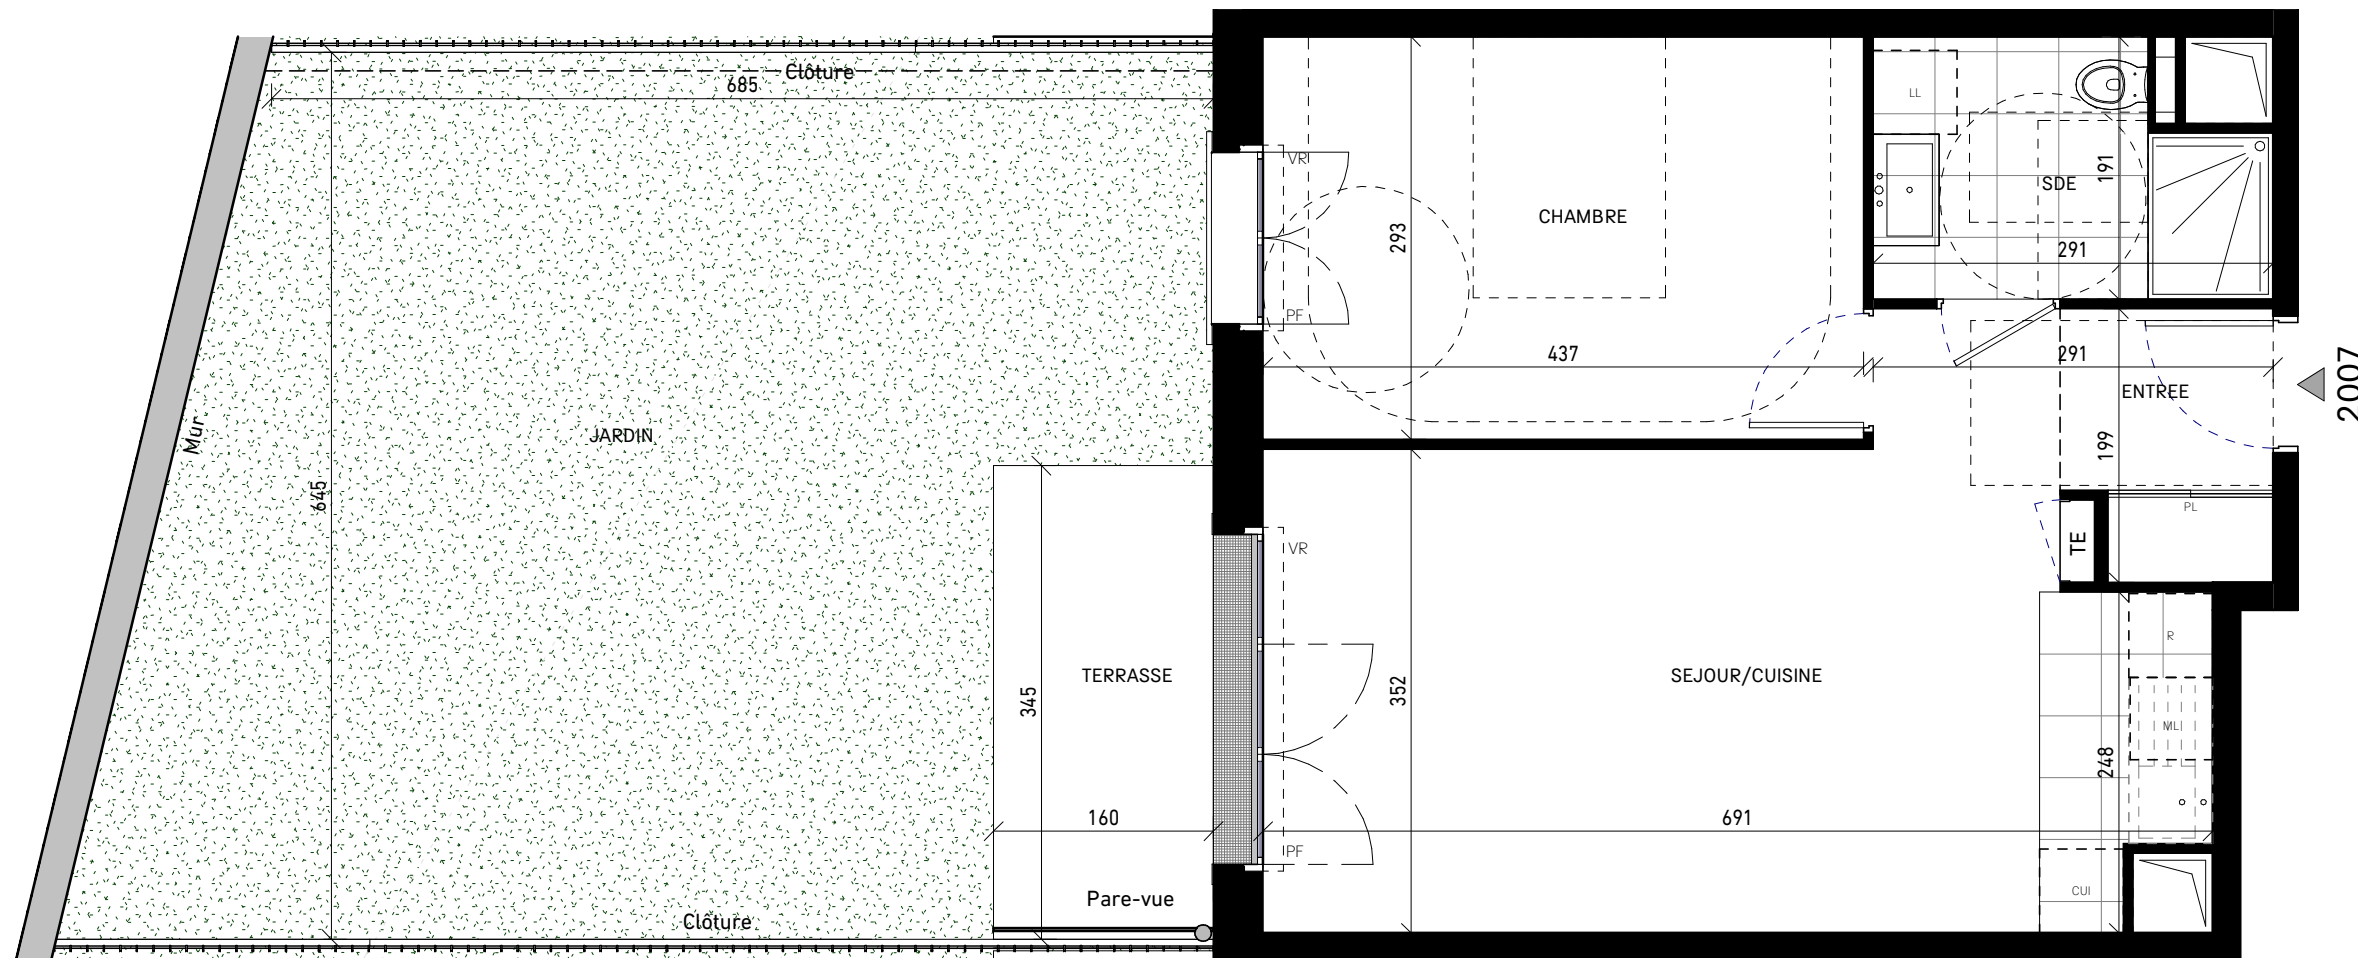 Clôture
685
Mur
JARDIN
645
Clôture
TERRASSE
345
160
Pare-vue
VR
PF
CHAMBRE
293
437
LL
SDE
191
291
291
ENTREE
199
2007
PL
TE
VR
PF
SEJOUR/CUISINE
352
691
R
ML
248
CUI